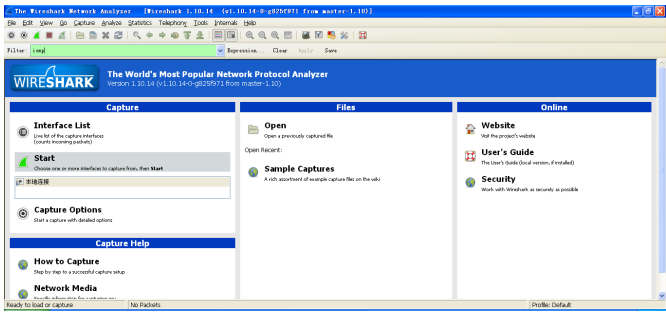 The Wireshark Network Analyzer [Wireshark 1.10.14 (v1.10.14-0-g825f971 from master-1.10)]
File Edit View Go Capture Analyze Statistics Telephony Tools Internals Help
Filter: icmp Expression... Clear Apply Save
WIRESHARK
The World's Most Popular Network Protocol Analyzer
Version 1.10.14 (v1.10.14-0-g825f971 from master-1.10)
Capture
Interface List
Live list of the capture interfaces
(counts incoming packets)
Start
Choose one or more interfaces to capture from, then Start
本地连接
Capture Options
Start a capture with detailed options
Capture Help
How to Capture
Step by step to a successful capture setup
Network Media
Files
Open
Open a previously captured file
Open Recent:
Sample Captures
A rich assortment of example capture files on the wiki
Online
Website
Visit the project's website
User's Guide
The User's Guide (local version, if installed)
Security
Work with Wireshark as securely as possible
Ready to load or capture
No Packets
Profile: Default